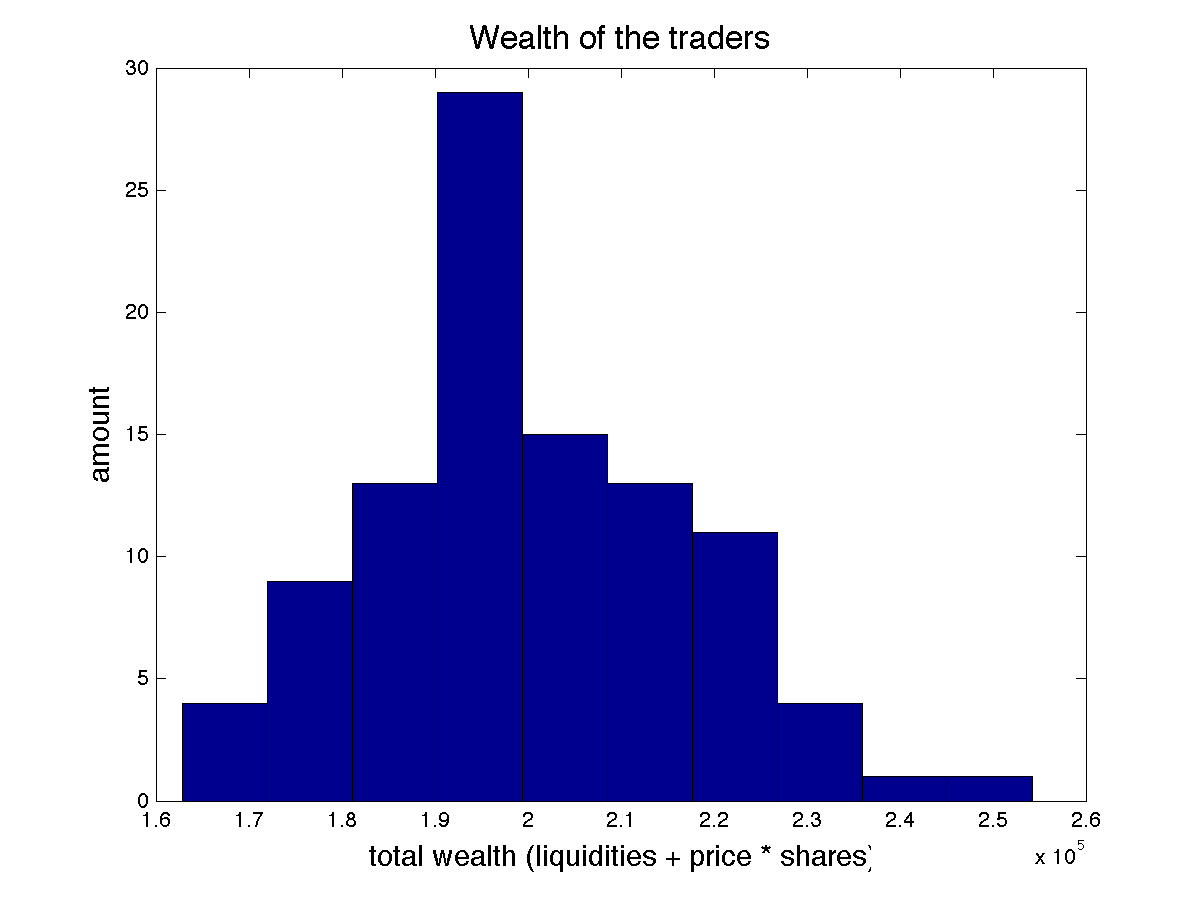 Wealth of the traders
30
25
20
15
10
5
0
amount
1.6 1.7 1.8 1.9 2 2.1 2.2 2.3 2.4 2.5 2.6
total wealth (liquidities + price * shares)
x 10^5